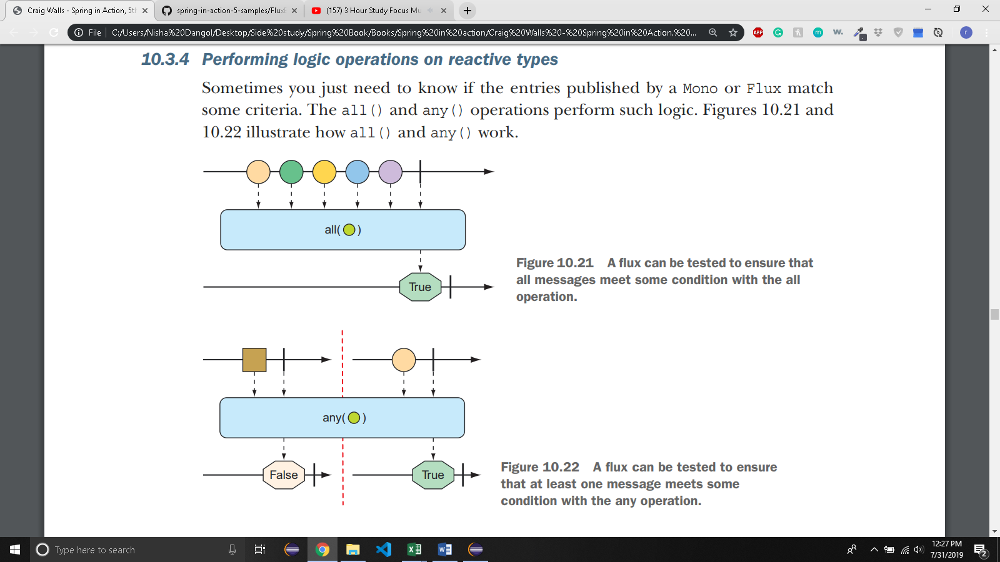 Craig Walls - Spring in Action, 5th
spring-in-action-5-samples/FluxB
(157) 3 Hour Study Focus Mu
File
C:/Users/Nisha%20Dangol/Desktop/Side%20study/Spring%20Book/Books/Spring%20in%20action/Craig%20Walls%20-%20Spring%20in%20Action,%20...
ABP
G
m
w.
r
10.3.4 Performing logic operations on reactive types
Sometimes you just need to know if the entries published by a Mono or Flux match
some criteria. The all() and any() operations perform such logic. Figures 10.21 and
10.22 illustrate how all() and any() work.
all( )
True
Figure 10.21 A flux can be tested to ensure that
all messages meet some condition with the all
operation.
any( )
False
True
Figure 10.22 A flux can be tested to ensure
that at least one message meets some
condition with the any operation.
Type here to search
12:27 PM
7/31/2019
2